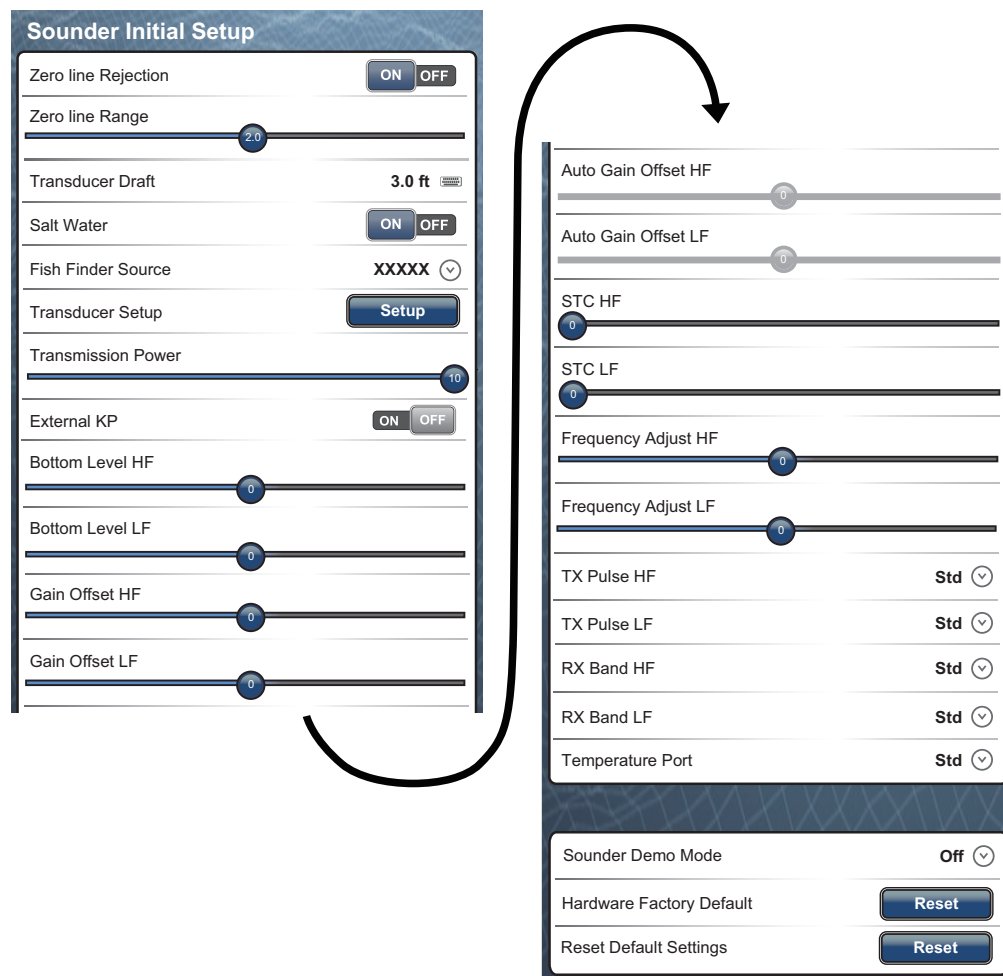 Sounder Initial Setup
Zero line Rejection ON OFF
Zero line Range
2.0
Transducer Draft 3.0 ft
Salt Water ON OFF
Fish Finder Source XXXXX
Transducer Setup Setup
Transmission Power
10
External KP ON OFF
Bottom Level HF
0
Bottom Level LF
0
Gain Offset HF
0
Gain Offset LF
0
Auto Gain Offset HF
0
Auto Gain Offset LF
0
STC HF
0
STC LF
0
Frequency Adjust HF
0
Frequency Adjust LF
0
TX Pulse HF Std
TX Pulse LF Std
RX Band HF Std
RX Band LF Std
Temperature Port Std
Sounder Demo Mode Off
Hardware Factory Default Reset
Reset Default Settings Reset